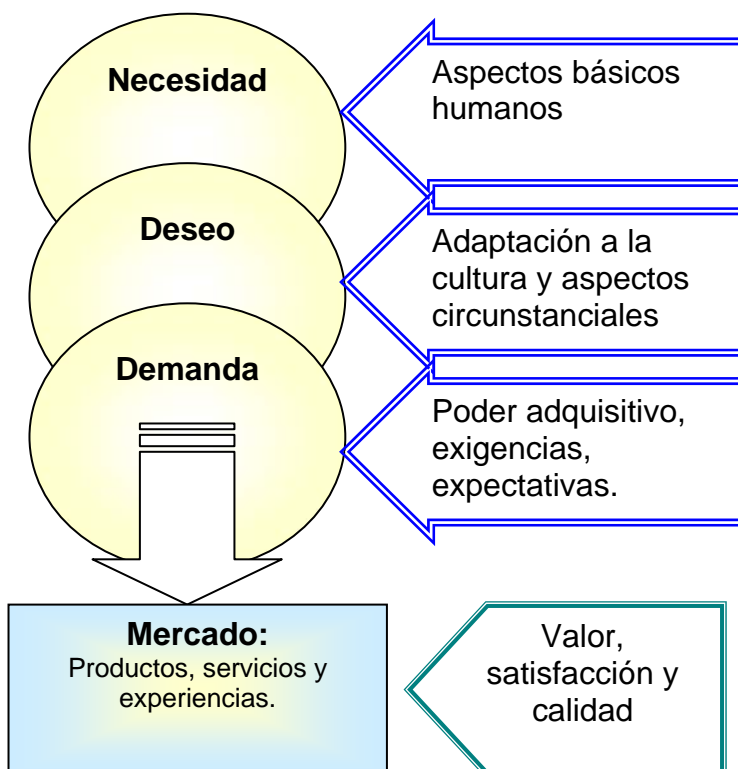 Necesidad
Aspectos básicos
humanos
Deseo
Adaptación a la
cultura y aspectos
circunstanciales
Demanda
Poder adquisitivo,
exigencias,
expectativas.
Mercado:
Productos, servicios y
experiencias.
Valor,
satisfacción y
calidad